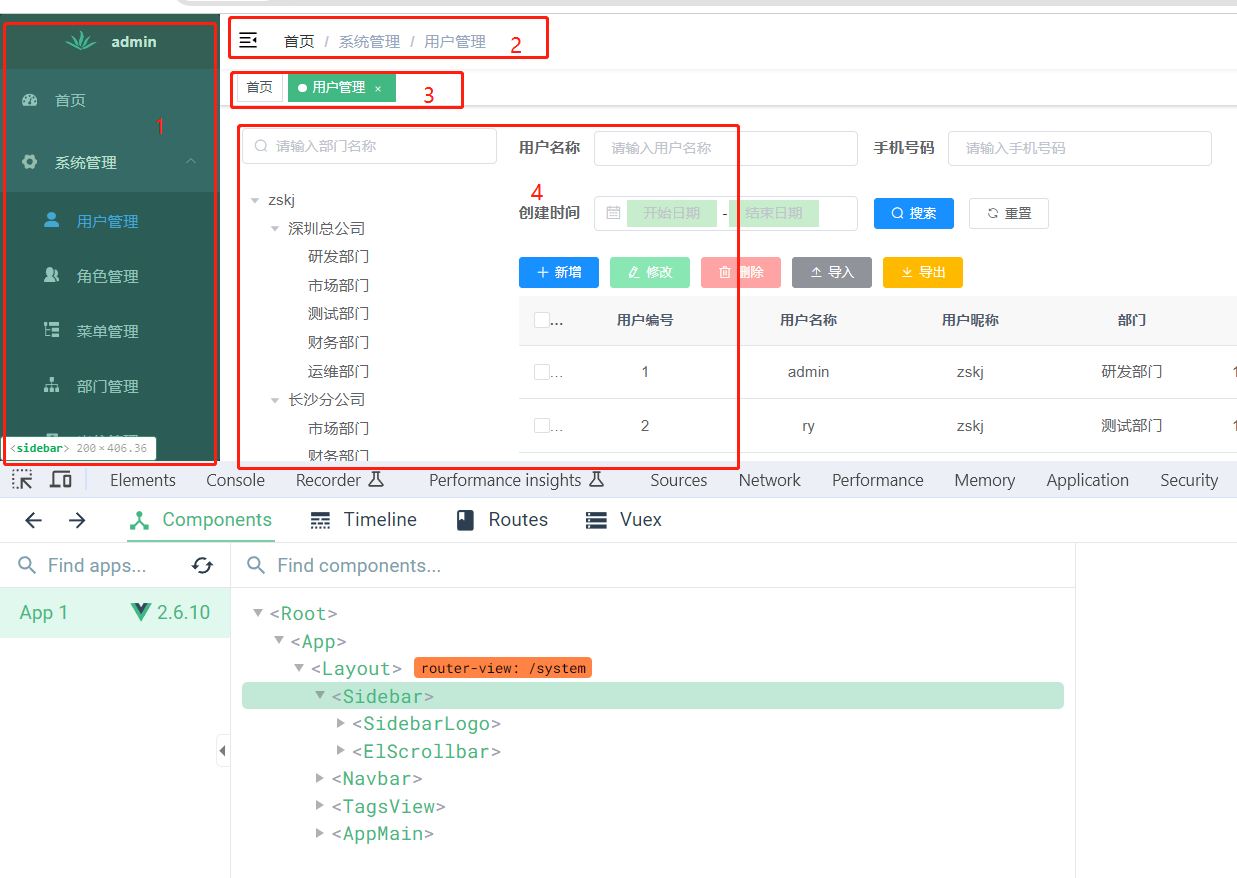 admin
首页
1
系统管理
用户管理
角色管理
菜单管理
部门管理
<sidebar> 200 × 406.36
首页 / 系统管理 / 用户管理
2
首页
用户管理 ×
3
请输入部门名称
zskj
深圳总公司
研发部门
市场部门
测试部门
财务部门
运维部门
长沙分公司
市场部门
财务部门
4
用户名称 请输入用户名称 手机号码 请输入手机号码
创建时间 开始日期 - 结束日期 搜索 重置
新增 修改 删除 导入 导出
... 用户编号 用户名称 用户昵称 部门
... 1 admin zskj 研发部门 1
... 2 ry zskj 测试部门 1
Elements Console Recorder Performance insights Sources Network Performance Memory Application Security
Components Timeline Routes Vuex
Find apps... Find components...
App 1 2.6.10
<Root>
<App>
<Layout> router-view: /system
<Sidebar>
<SidebarLogo>
<ElScrollbar>
<Navbar>
<TagsView>
<AppMain>